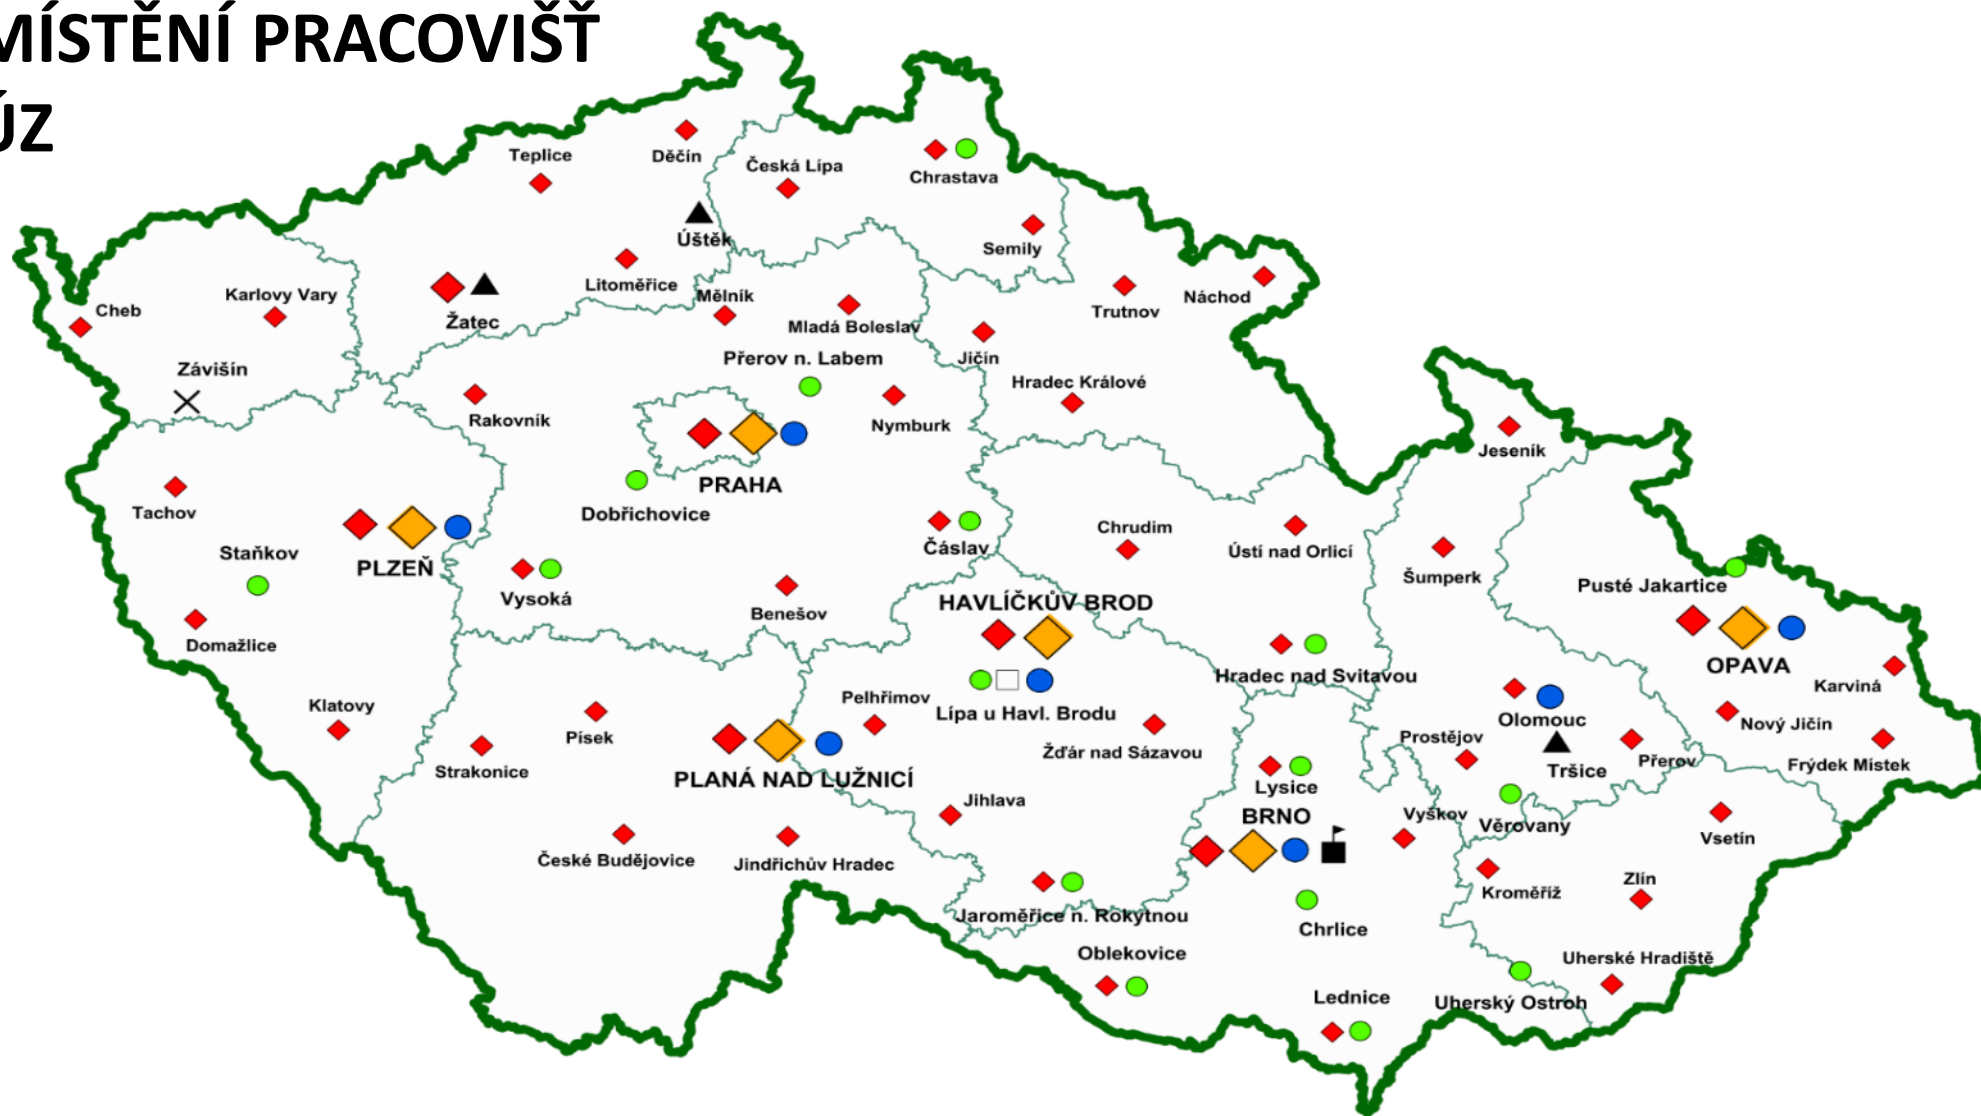 MÍSTĚNÍ PRACOVIŠŤ
ÚZ
Teplice
Děčín
Česká Lípa
Chrastava
Úštěk
Semily
Litoměřice
Karlovy Vary
Cheb
Žatec
Mělník
Mladá Boleslav
Trutnov
Náchod
Závišín
Přerov n. Labem
Jičín
Hradec Králové
Rakovník
Nymburk
Jeseník
PRAHA
Tachov
Dobřichovice
Staňkov
PLZEŇ
Čáslav
Chrudim
Ústí nad Orlicí
Šumperk
Pusté Jakartice
Vysoká
Benešov
HAVLÍČKŮV BROD
Domažlice
OPAVA
Hradec nad Svitavou
Karviná
Klatovy
Pelhřimov
Lípa u Havl. Brodu
Olomouc
Nový Jičín
Písek
Prostějov
Žďár nad Sázavou
Přerov
Frýdek Místek
Strakonice
Tršice
PLANÁ NAD LUŽNICÍ
Lysice
Jihlava
BRNO
Vyškov
Věrovany
Vsetín
České Budějovice
Jindřichův Hradec
Kroměříž
Zlín
Jaroměřice n. Rokytnou
Chrlice
Oblekovice
Uherské Hradiště
Lednice
Uherský Ostroh